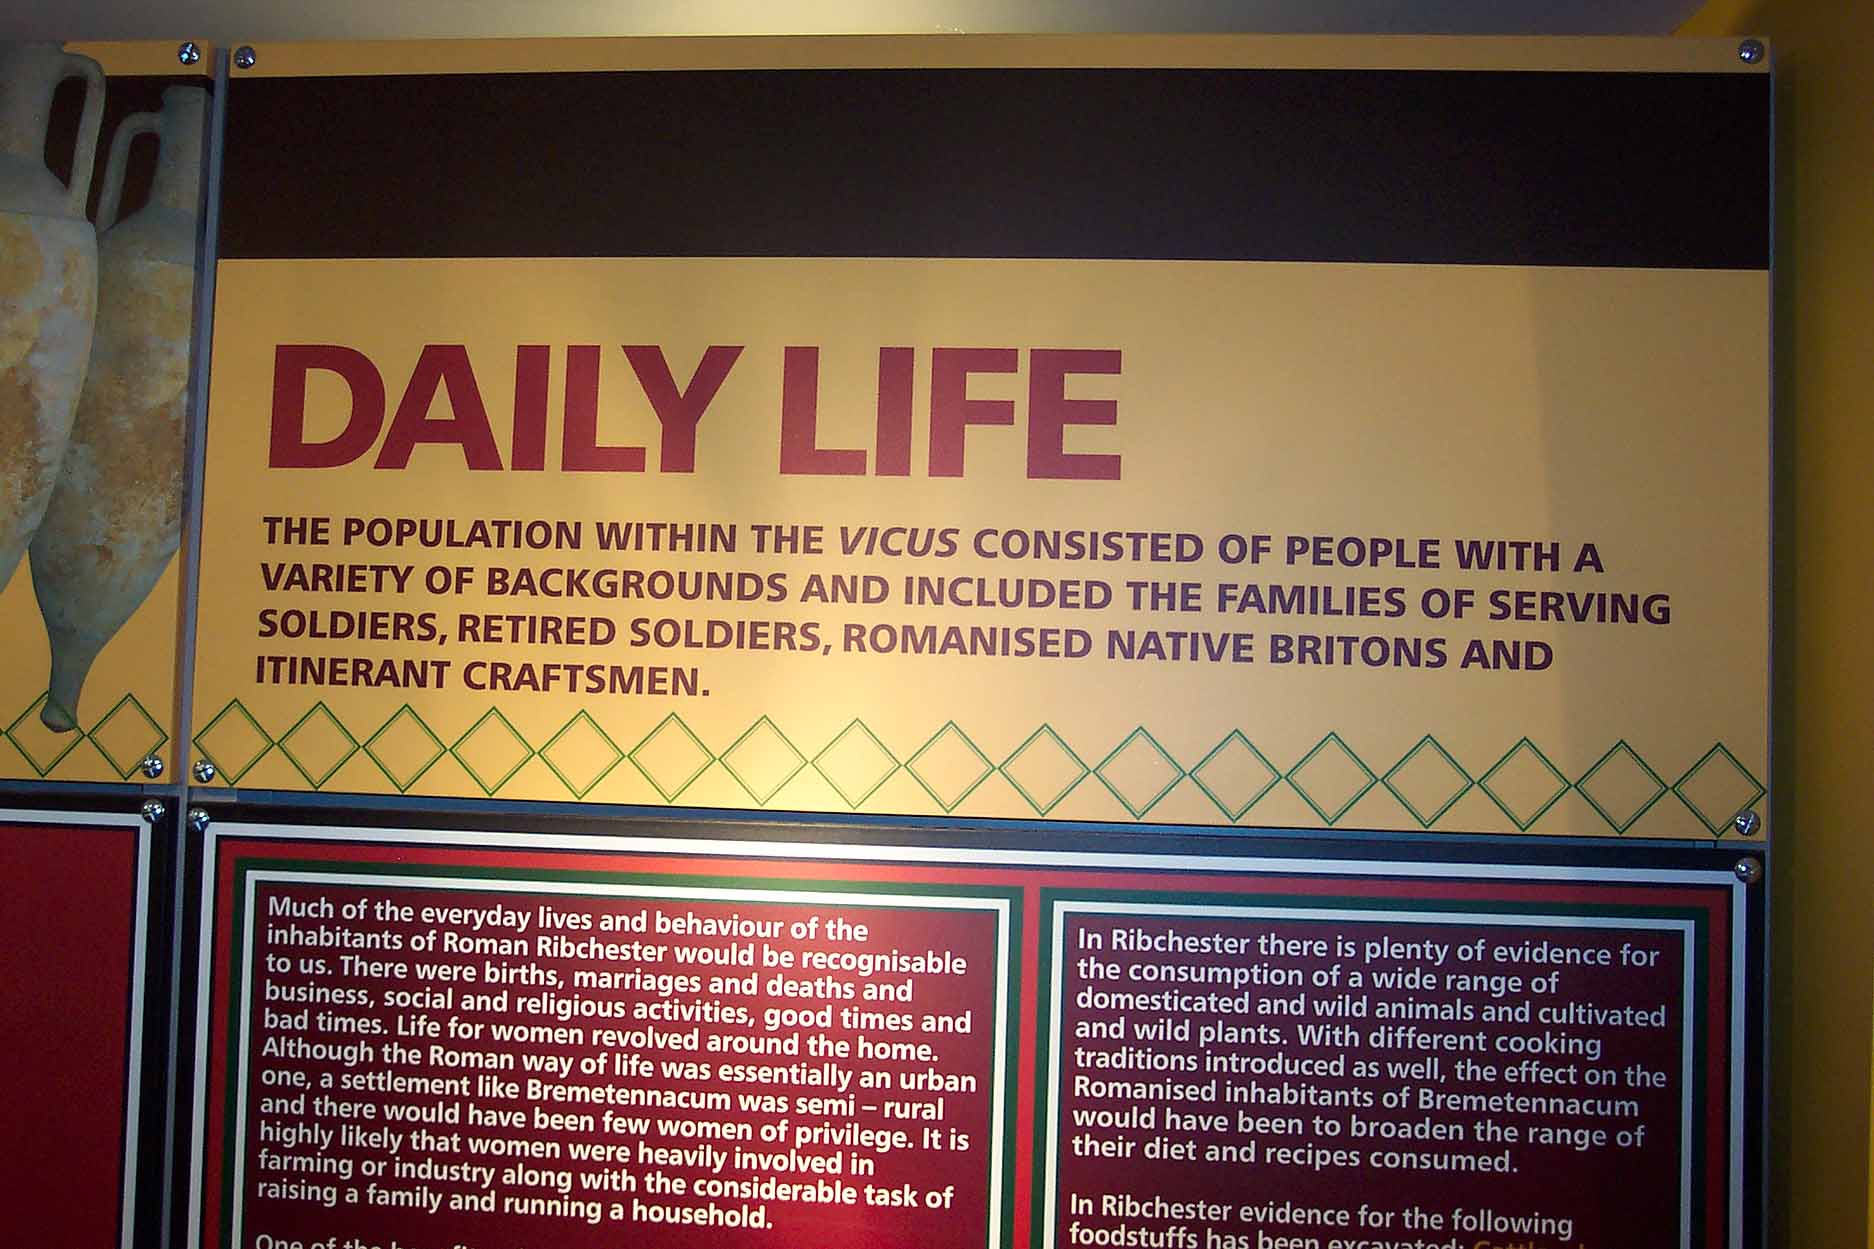 DAILY LIFE
THE POPULATION WITHIN THE VICUS CONSISTED OF PEOPLE WITH A
VARIETY OF BACKGROUNDS AND INCLUDED THE FAMILIES OF SERVING
SOLDIERS, RETIRED SOLDIERS, ROMANISED NATIVE BRITONS AND
ITINERANT CRAFTSMEN.
Much of the everyday lives and behaviour of the
inhabitants of Roman Ribchester would be recognisable
to us. There were births, marriages and deaths and
business, social and religious activities, good times and
bad times. Life for women revolved around the home.
Although the Roman way of life was essentially an urban
one, a settlement like Bremetennacum was semi – rural
and there would have been few women of privilege. It is
highly likely that women were heavily involved in
farming or industry along with the considerable task of
raising a family and running a household.
One of the
In Ribchester there is plenty of evidence for
the consumption of a wide range of
domesticated and wild animals and cultivated
and wild plants. With different cooking
traditions introduced as well, the effect on the
Romanised inhabitants of Bremetennacum
would have been to broaden the range of
their diet and recipes consumed.
In Ribchester evidence for the following
foodstuffs has been excavated: